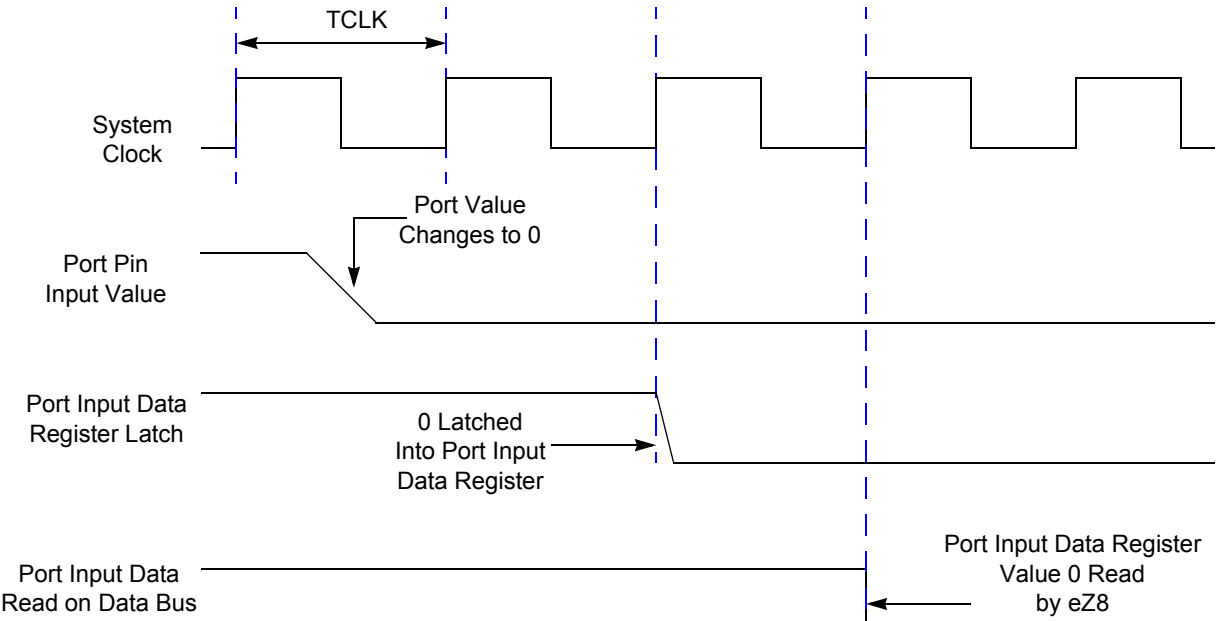 TCLK
System
Clock
Port Value
Changes to 0
Port Pin
Input Value
Port Input Data
Register Latch
0 Latched
Into Port Input
Data Register
Port Input Data Register
Value 0 Read
by eZ8
Port Input Data
Read on Data Bus